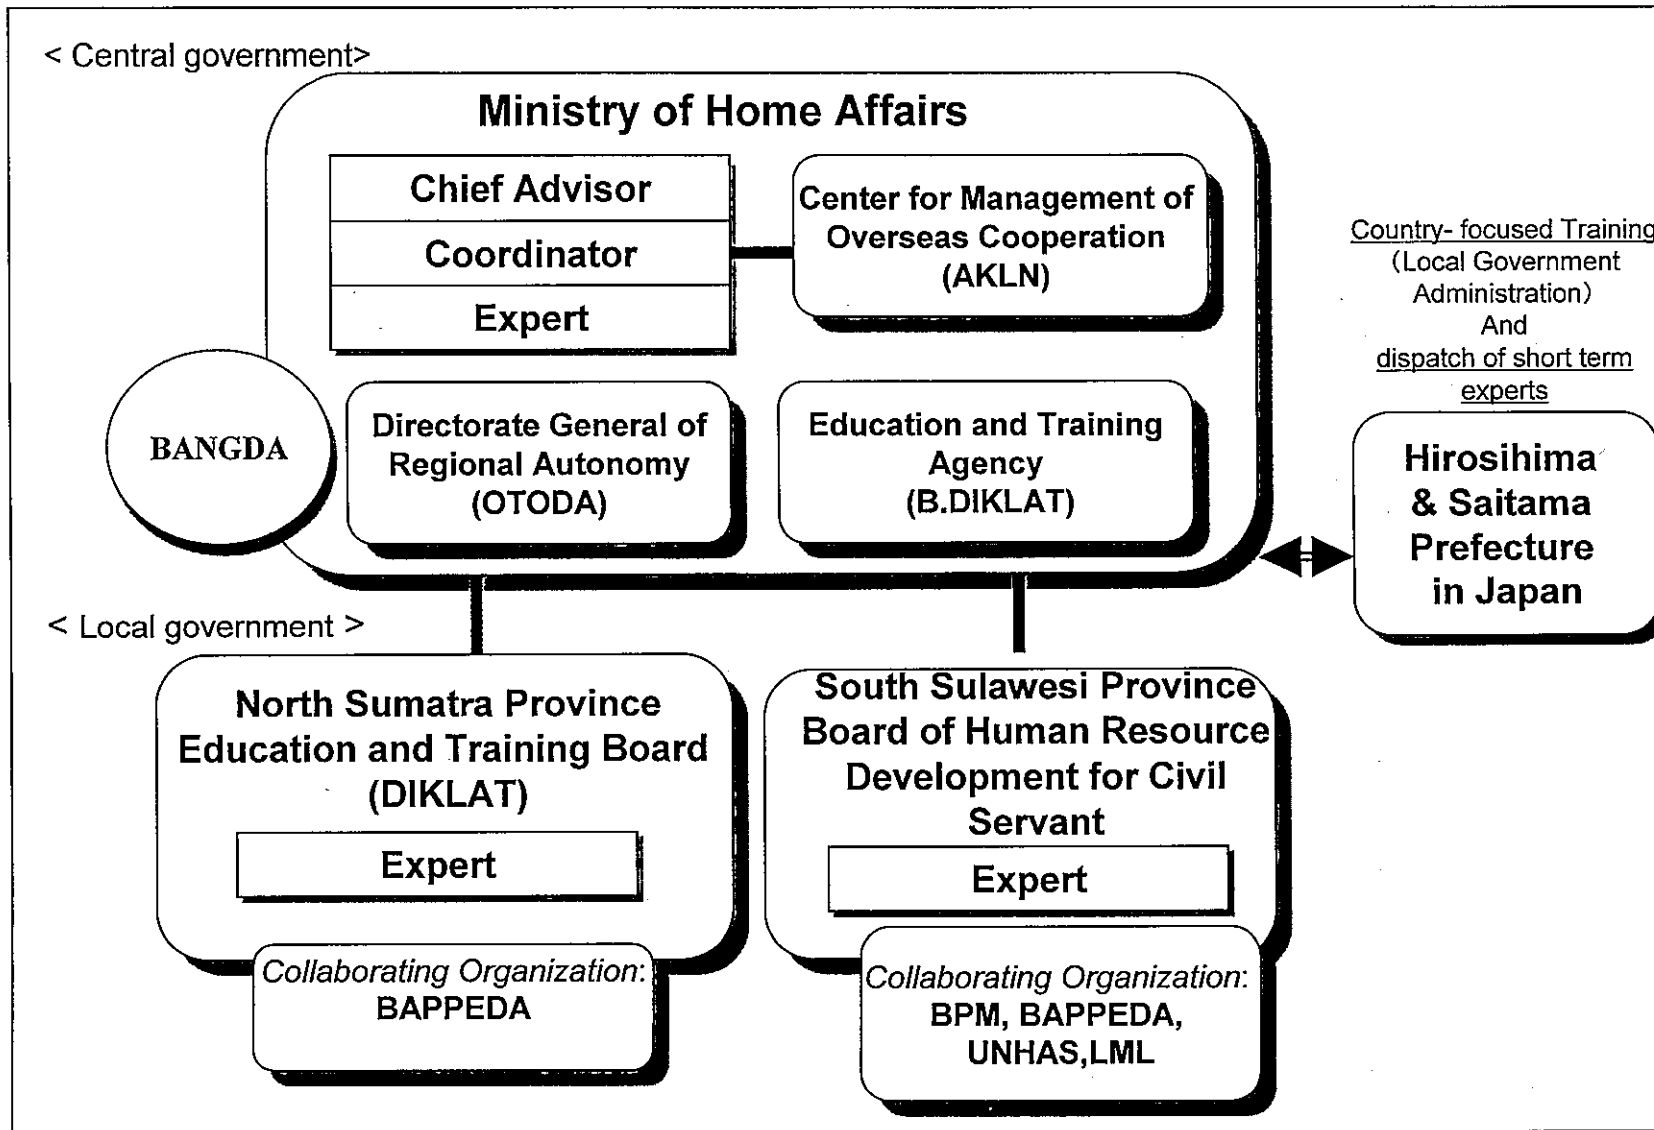 < Central government>
Ministry of Home Affairs
Chief Advisor
Coordinator
Expert
Center for Management of
Overseas Cooperation
(AKLN)
Country- focused Training
(Local Government
Administration)
And
dispatch of short term
experts
BANGDA
Directorate General of
Regional Autonomy
(OTODA)
Education and Training
Agency
(B.DIKLAT)
Hirosihima
& Saitama
Prefecture
in Japan
< Local government >
North Sumatra Province
Education and Training Board
(DIKLAT)
Expert
Collaborating Organization:
BAPPEDA
South Sulawesi Province
Board of Human Resource
Development for Civil
Servant
Expert
Collaborating Organization:
BPM, BAPPEDA,
UNHAS,LML